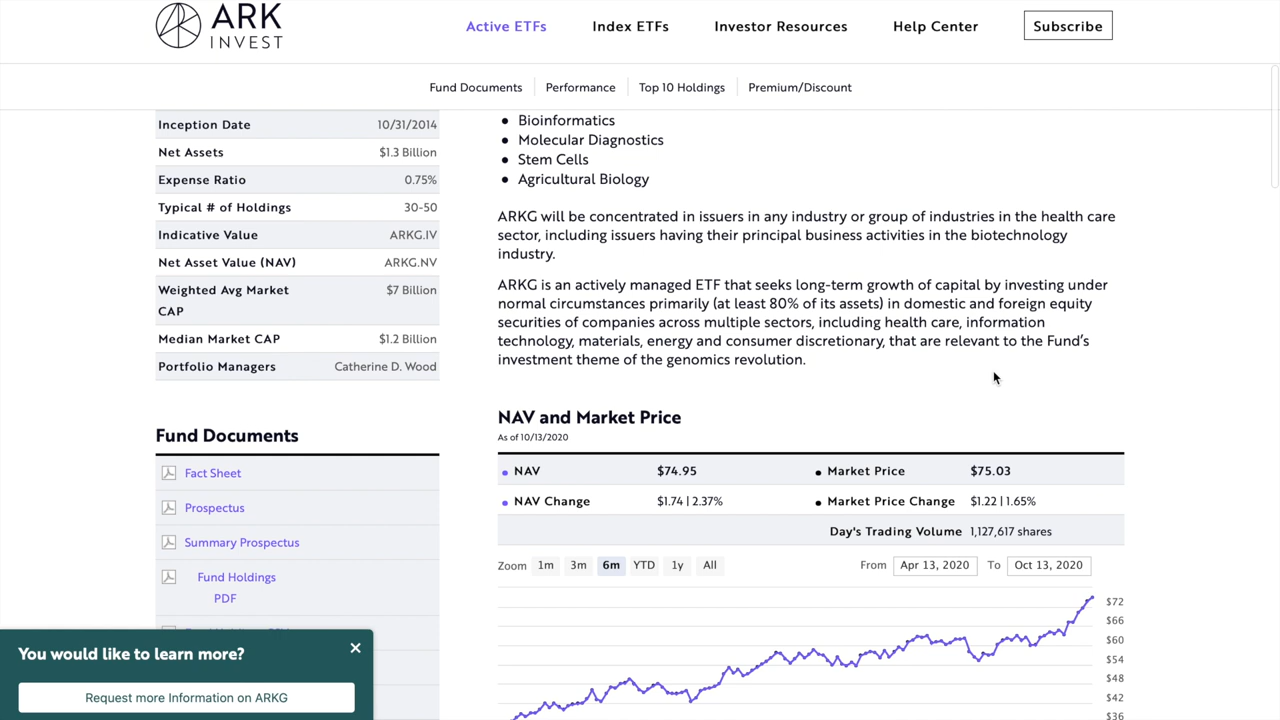 ARK
INVEST
Active ETFs
Index ETFs
Investor Resources
Help Center
Subscribe
Fund Documents
Performance
Top 10 Holdings
Premium/Discount
Inception Date 10/31/2014
Net Assets $1.3 Billion
Expense Ratio 0.75%
Typical # of Holdings 30-50
Indicative Value ARKG.IV
Net Asset Value (NAV) ARKG.NV
Weighted Avg Market $7 Billion
CAP
Median Market CAP $1.2 Billion
Portfolio Managers Catherine D. Wood
Fund Documents
Fact Sheet
Prospectus
Summary Prospectus
Fund Holdings
PDF
You would like to learn more?
×
Request more Information on ARKG
Bioinformatics
Molecular Diagnostics
Stem Cells
Agricultural Biology
ARKG will be concentrated in issuers in any industry or group of industries in the health care
sector, including issuers having their principal business activities in the biotechnology
industry.
ARKG is an actively managed ETF that seeks long-term growth of capital by investing under
normal circumstances primarily (at least 80% of its assets) in domestic and foreign equity
securities of companies across multiple sectors, including health care, information
technology, materials, energy and consumer discretionary, that are relevant to the Fund's
investment theme of the genomics revolution.
NAV and Market Price
As of 10/13/2020
NAV $74.95 Market Price $75.03
NAV Change $1.74 | 2.37% Market Price Change $1.22 | 1.65%
Day's Trading Volume 1,127,617 shares
Zoom 1m 3m 6m YTD 1y All From Apr 13, 2020 To Oct 13, 2020
$72
$66
$60
$54
$48
$42
$36